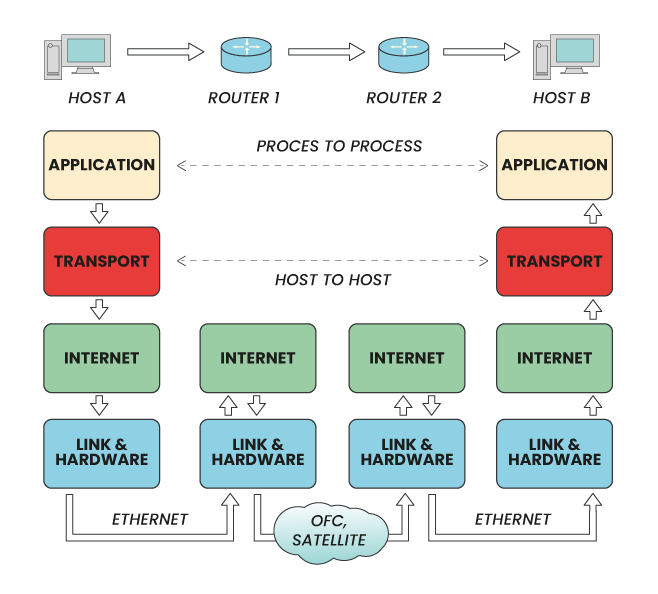 HOST A
ROUTER 1
ROUTER 2
HOST B
PROCES TO PROCESS
APPLICATION
APPLICATION
TRANSPORT
TRANSPORT
HOST TO HOST
INTERNET
INTERNET
INTERNET
INTERNET
LINK &
HARDWARE
LINK &
HARDWARE
LINK &
HARDWARE
LINK &
HARDWARE
ETHERNET
OFC,
SATELLITE
ETHERNET